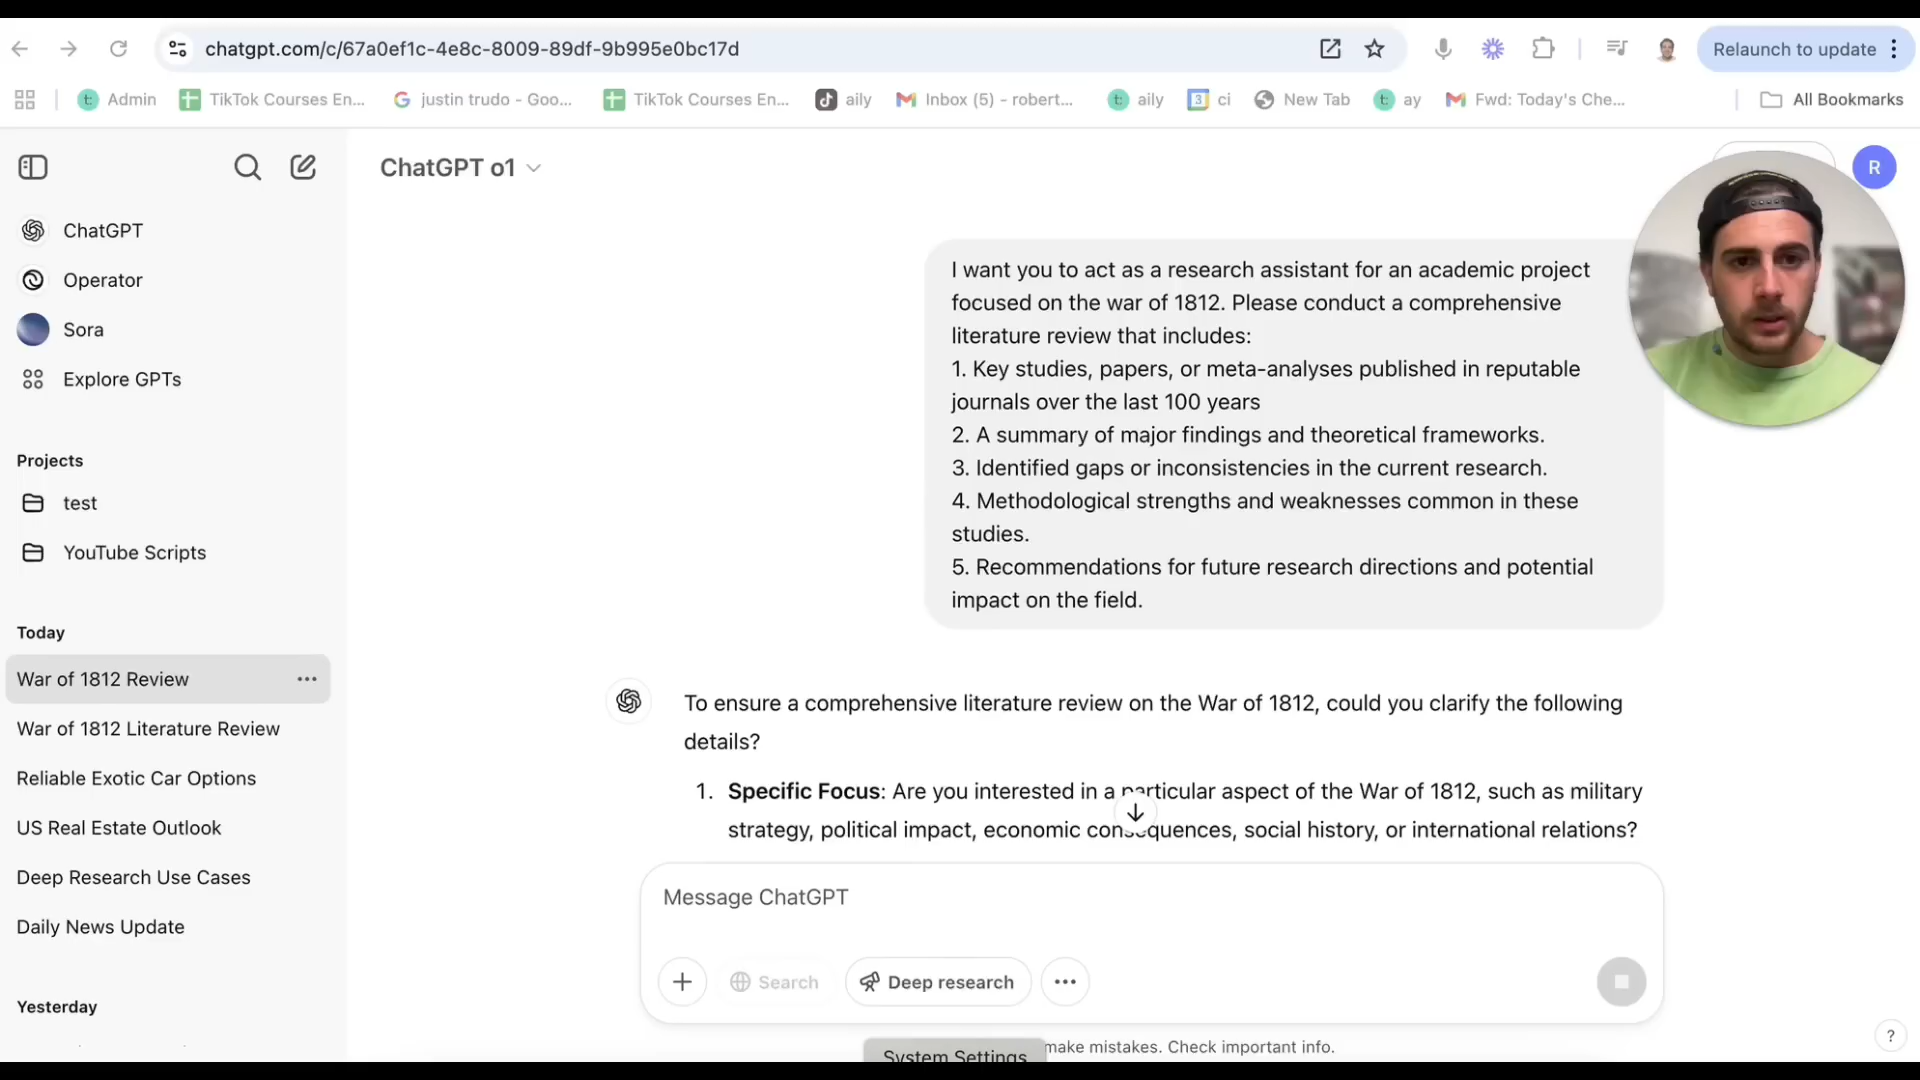 chatgpt.com/c/67a0ef1c-4e8c-8009-89df-9b995e0bc17d
Relaunch to update
Admin
TikTok Courses En...
justin trudo - Goo...
TikTok Courses En...
aily
Inbox (5) - robert...
aily
3
ci
New Tab
ay
Fwd: Today's Che...
All Bookmarks
ChatGPT o1
R
ChatGPT
Operator
Sora
Explore GPTs
Projects
test
YouTube Scripts
Today
War of 1812 Review
War of 1812 Literature Review
Reliable Exotic Car Options
US Real Estate Outlook
Deep Research Use Cases
Daily News Update
Yesterday
I want you to act as a research assistant for an academic project
focused on the war of 1812. Please conduct a comprehensive
literature review that includes:
1. Key studies, papers, or meta-analyses published in reputable
journals over the last 100 years
2. A summary of major findings and theoretical frameworks.
3. Identified gaps or inconsistencies in the current research.
4. Methodological strengths and weaknesses common in these
studies.
5. Recommendations for future research directions and potential
impact on the field.
To ensure a comprehensive literature review on the War of 1812, could you clarify the following
details?
1. Specific Focus: Are you interested in a particular aspect of the War of 1812, such as military
strategy, political impact, economic consequences, social history, or international relations?
Message ChatGPT
Search
Deep research
System Settings
make mistakes. Check important info.
?